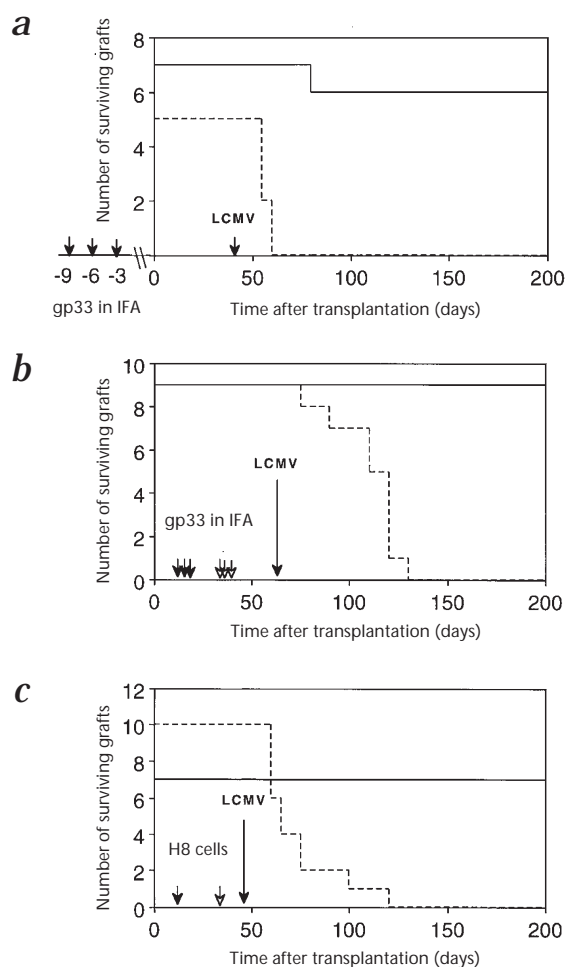 a
Number of surviving grafts
8
6
4
2
0
LCMV
-9 -6 -3
0 50 100 150 200
gp33 in IFA
Time after transplantation (days)
b
Number of surviving grafts
10
8
6
4
2
0
LCMV
gp33 in IFA
0 50 100 150 200
Time after transplantation (days)
c
Number of surviving grafts
12
10
8
6
4
2
0
LCMV
H8 cells
0 50 100 150 200
Time after transplantation (days)